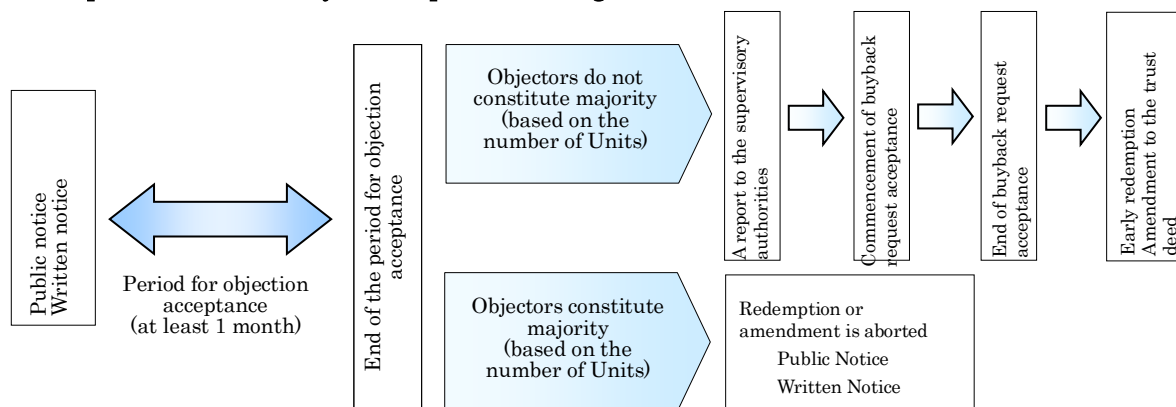 Public notice
Written notice
Period for objection
acceptance
(at least 1 month)
End of the period for objection
acceptance
Objectors do not
constitute majority
(based on the
number of Units)
A report to the supervisory
authorities
Commencement of buyback
request acceptance
End of buyback request
acceptance
Early redemption
Amendment to the trust
deed
Objectors constitute
majority
(based on the
number of Units)
Redemption or
amendment is aborted
Public Notice
Written Notice